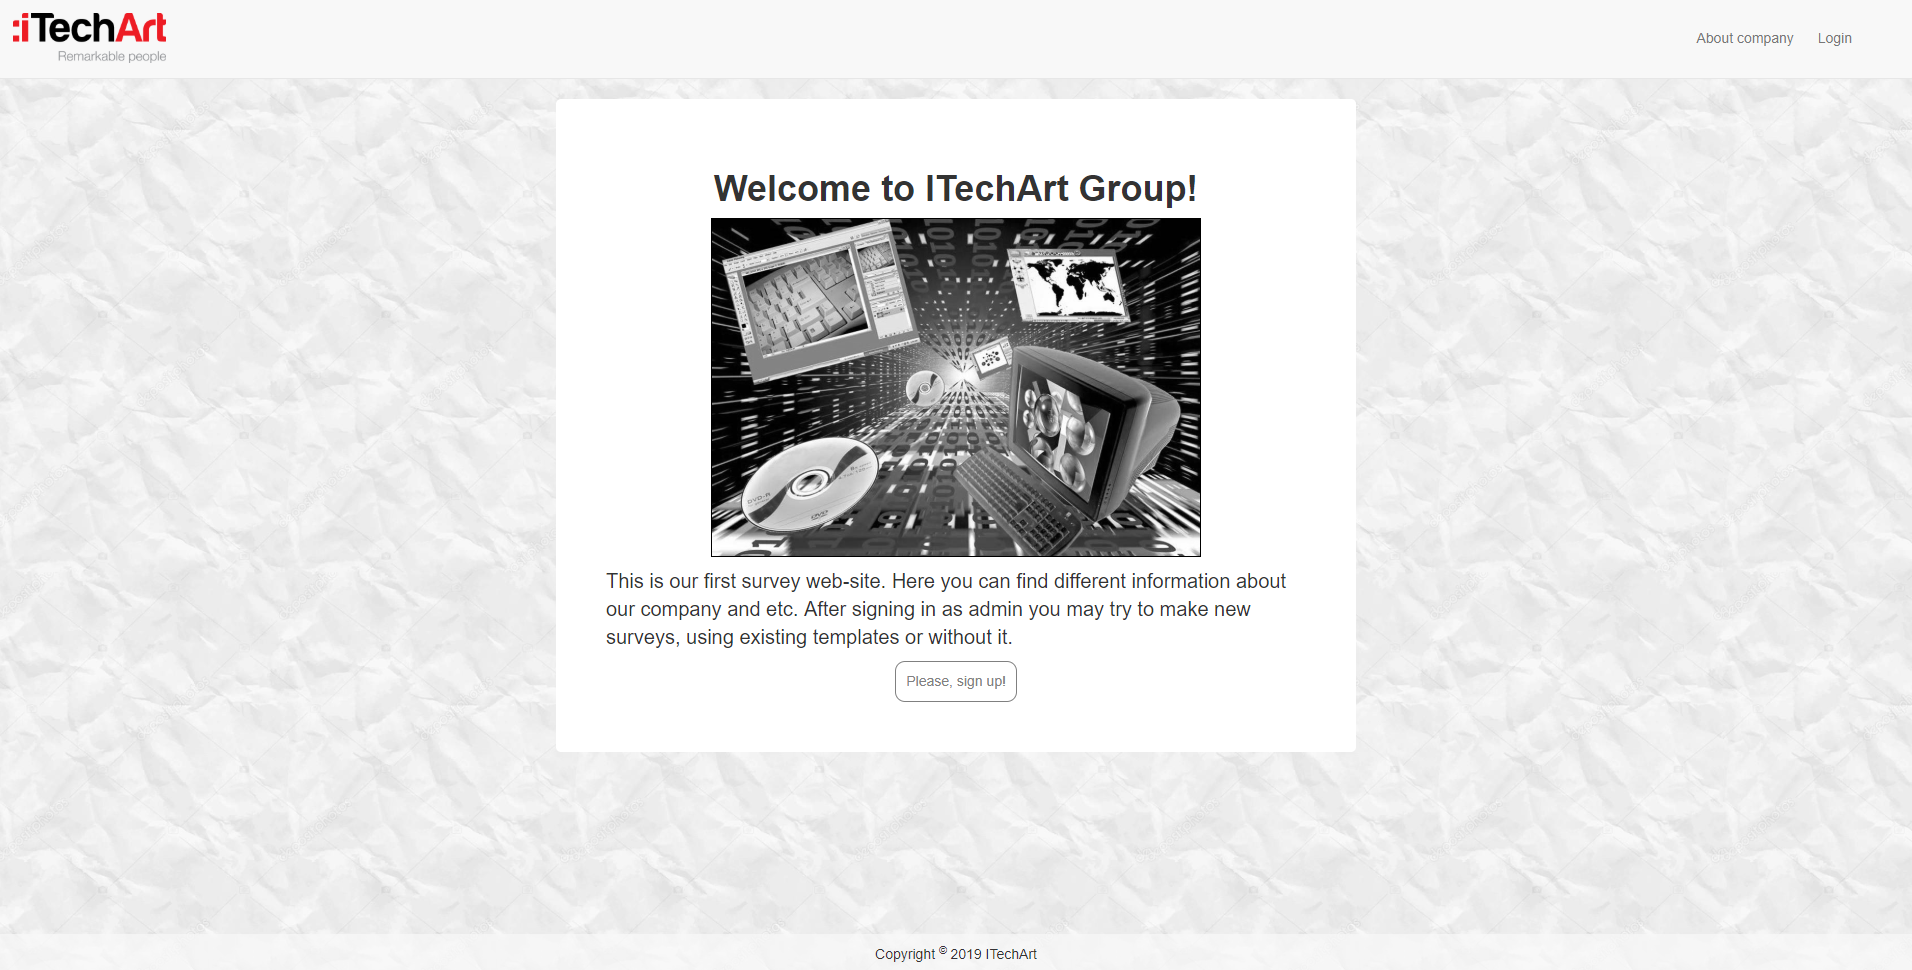 :iTechArt
Remarkable people
About company
Login
Welcome to ITechArt Group!
DVD-R
DVD
This is our first survey web-site. Here you can find different information about
our company and etc. After signing in as admin you may try to make new
surveys, using existing templates or without it.
Please, sign up!
Copyright © 2019 ITechArt